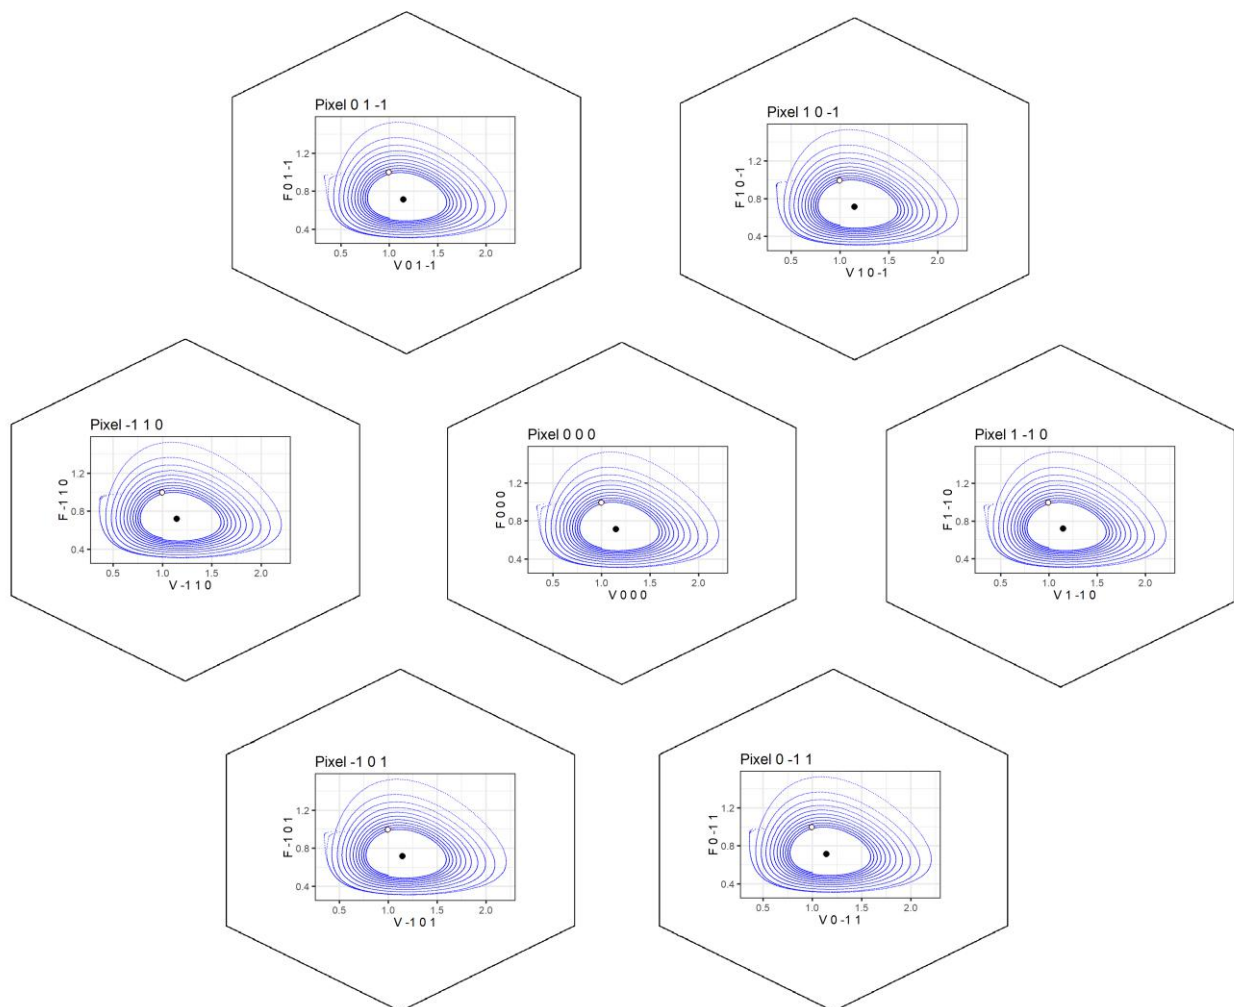 Pixel 0 1 -1
1.2
0.8
0.4
F 0 1 -1
0.5 1.0 1.5 2.0
V 0 1 -1
Pixel 1 0 -1
1.2
0.8
0.4
F 1 0 -1
0.5 1.0 1.5 2.0
V 1 0 -1
Pixel -1 1 0
1.2
0.8
0.4
F -1 1 0
0.5 1.0 1.5 2.0
V -1 1 0
Pixel 0 0 0
1.2
0.8
0.4
F 0 0 0
0.5 1.0 1.5 2.0
V 0 0 0
Pixel 1 -1 0
1.2
0.8
0.4
F 1 -1 0
0.5 1.0 1.5 2.0
V 1 -1 0
Pixel -1 0 1
1.2
0.8
0.4
F -1 0 1
0.5 1.0 1.5 2.0
V -1 0 1
Pixel 0 -1 1
1.2
0.8
0.4
F 0 -1 1
0.5 1.0 1.5 2.0
V 0 -1 1